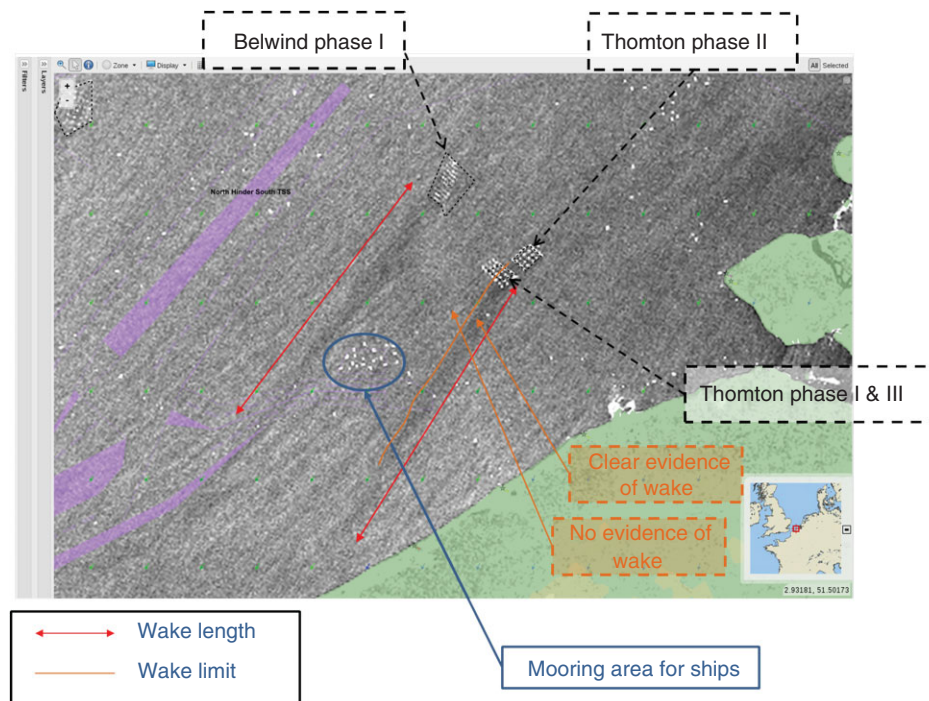 Belwind phase I
Thomton phase II
Filters
Layers
Zone
Display
All Selected
+
-
North Hinder South TSS
Thomton phase I & III
Clear evidence
of wake
No evidence of
wake
2.93181, 51.50173
Wake length
Wake limit
Mooring area for ships